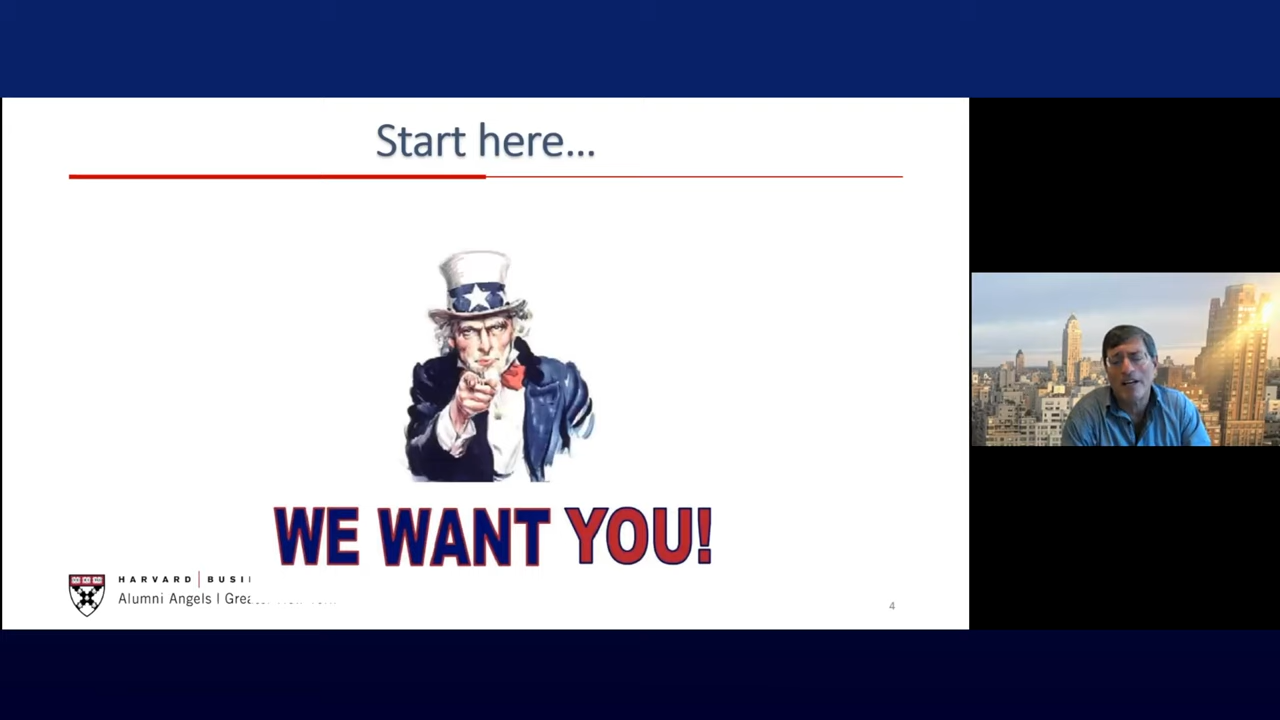 Start here...
WE WANT YOU!
HARVARD | BUSI
Alumni Angels | Grea
4